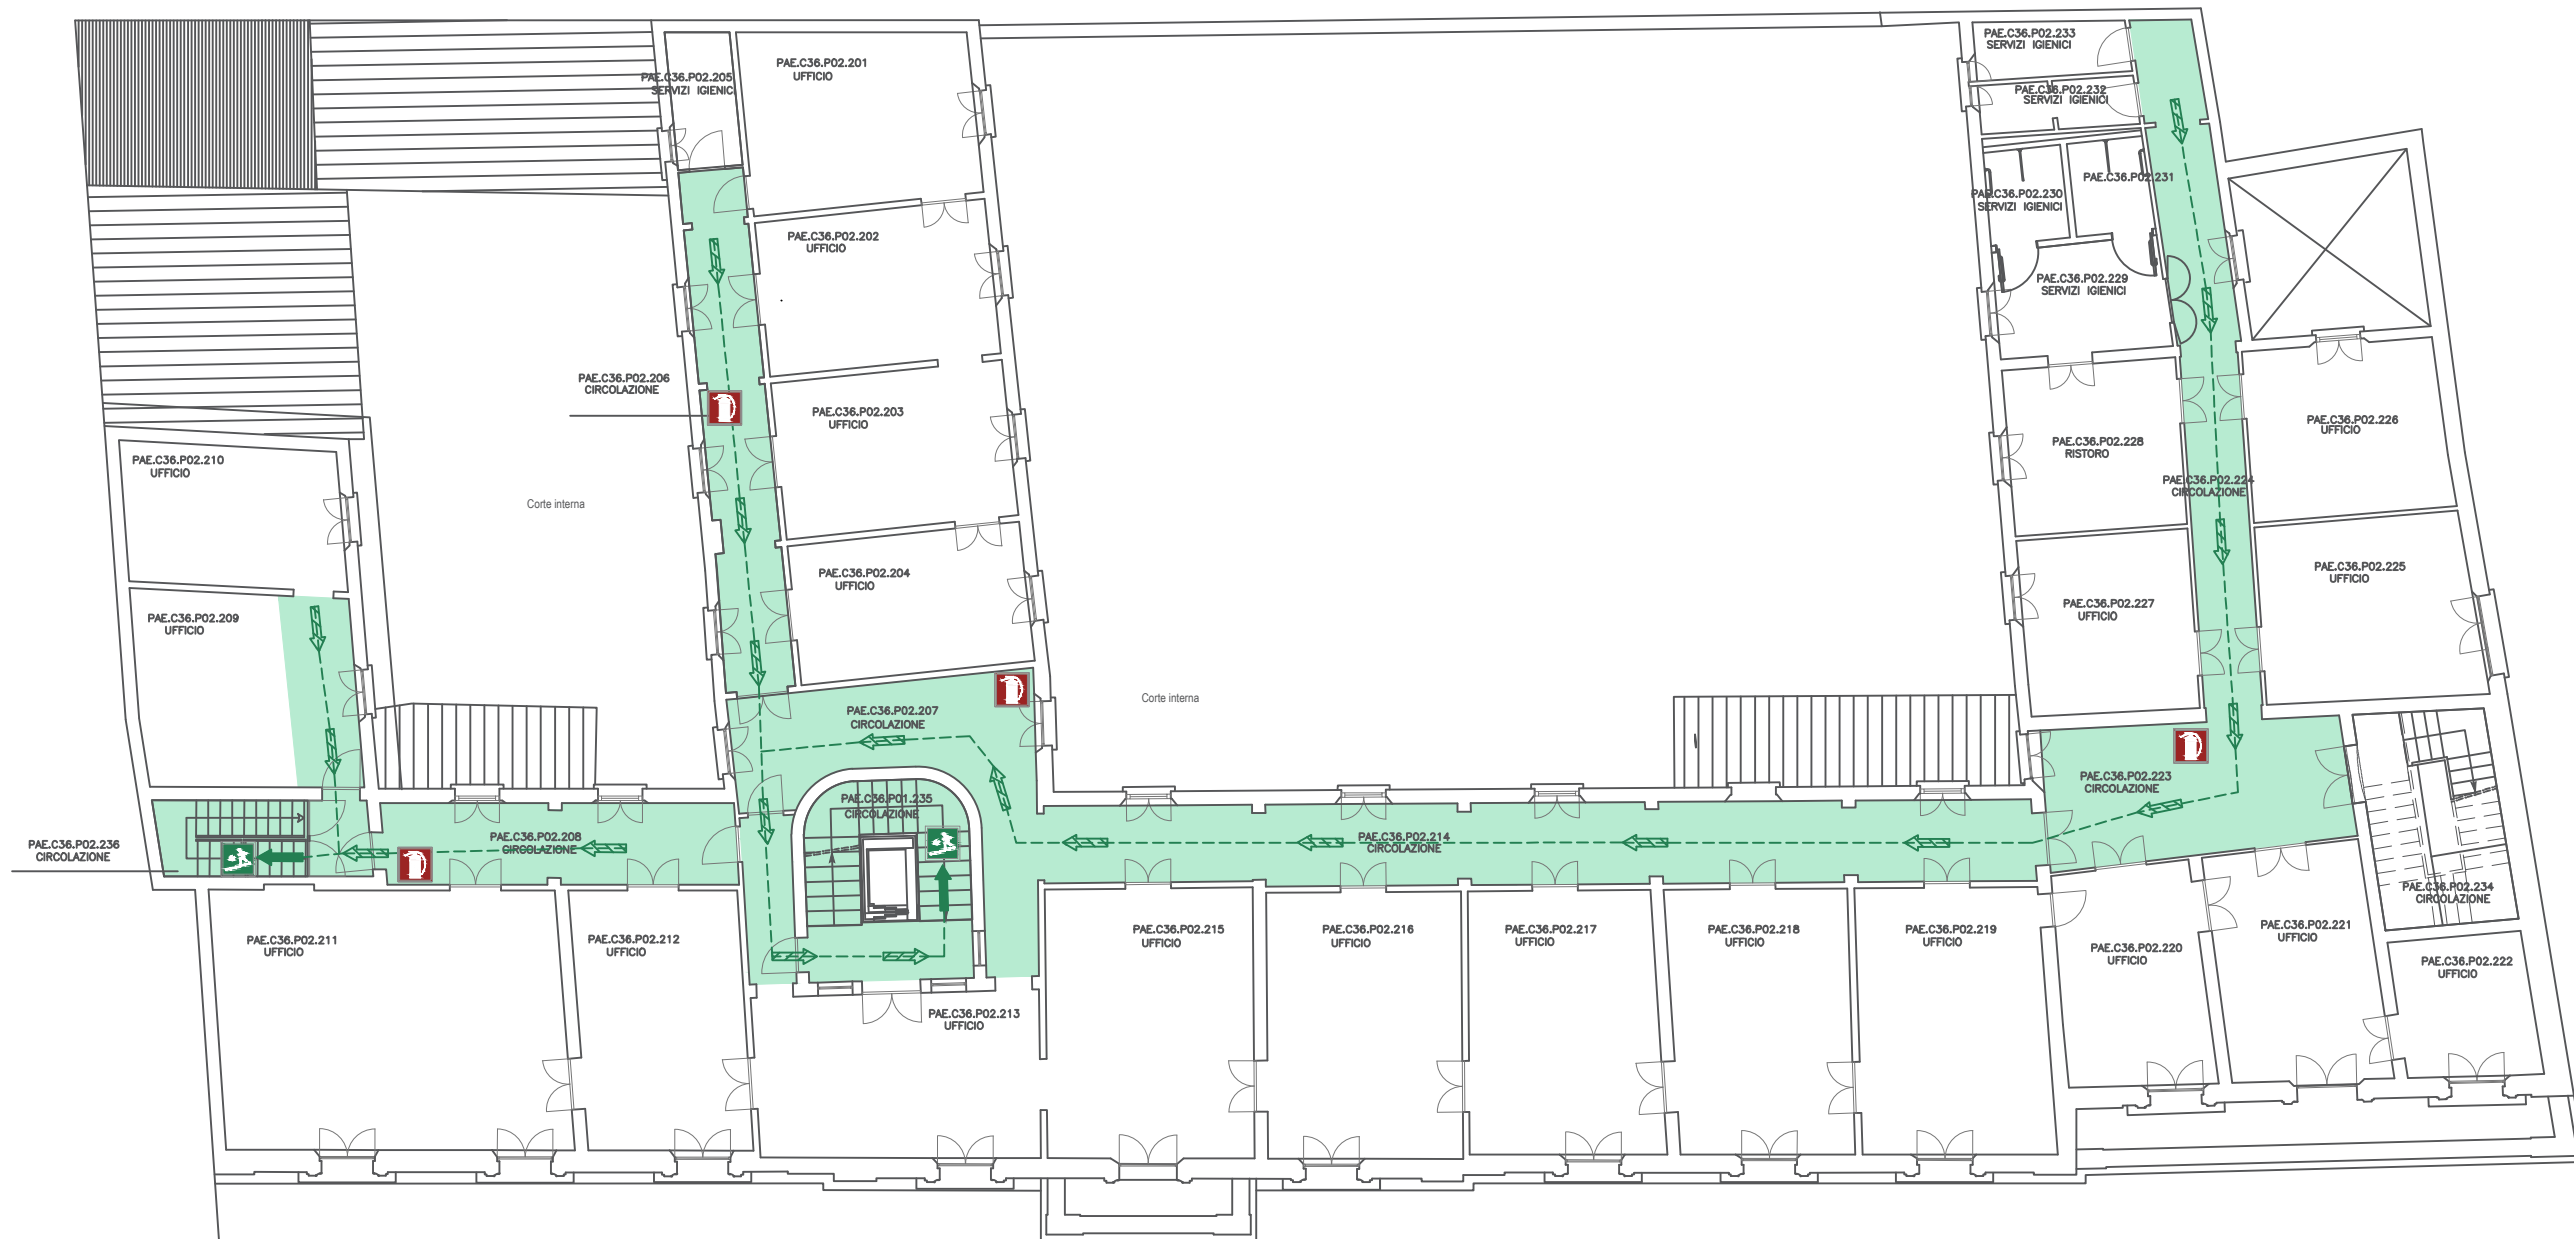 PAE.C36.P02.233
SERVIZI IGIENICI
PAE.C36.P02.201
UFFICIO
PAE.C36.P02.205
SERVIZI IGIENICI
PAE.C36.P02.232
SERVIZI IGIENICI
PAE.C36.P02.231
PAE.C36.P02.230
SERVIZI IGIENICI
PAE.C36.P02.202
UFFICIO
PAE.C36.P02.229
SERVIZI IGIENICI
PAE.C36.P02.206
CIRCOLAZIONE
PAE.C36.P02.203
UFFICIO
PAE.C36.P02.226
UFFICIO
PAE.C36.P02.228
RISTORO
PAE.C36.P02.210
UFFICIO
PAE.C36.P02.224
CIRCOLAZIONE
Corte interna
PAE.C36.P02.204
UFFICIO
PAE.C36.P02.225
UFFICIO
PAE.C36.P02.227
UFFICIO
PAE.C36.P02.209
UFFICIO
Corte interna
PAE.C36.P02.207
CIRCOLAZIONE
PAE.C36.P02.223
CIRCOLAZIONE
PAE.C36.P01.235
CIRCOLAZIONE
PAE.C36.P02.208
CIRCOLAZIONE
PAE.C36.P02.214
CIRCOLAZIONE
PAE.C36.P02.236
CIRCOLAZIONE
PAE.C36.P02.234
CIRCOLAZIONE
PAE.C36.P02.211
UFFICIO
PAE.C36.P02.212
UFFICIO
PAE.C36.P02.215
UFFICIO
PAE.C36.P02.216
UFFICIO
PAE.C36.P02.217
UFFICIO
PAE.C36.P02.218
UFFICIO
PAE.C36.P02.219
UFFICIO
PAE.C36.P02.221
UFFICIO
PAE.C36.P02.220
UFFICIO
PAE.C36.P02.222
UFFICIO
PAE.C36.P02.213
UFFICIO